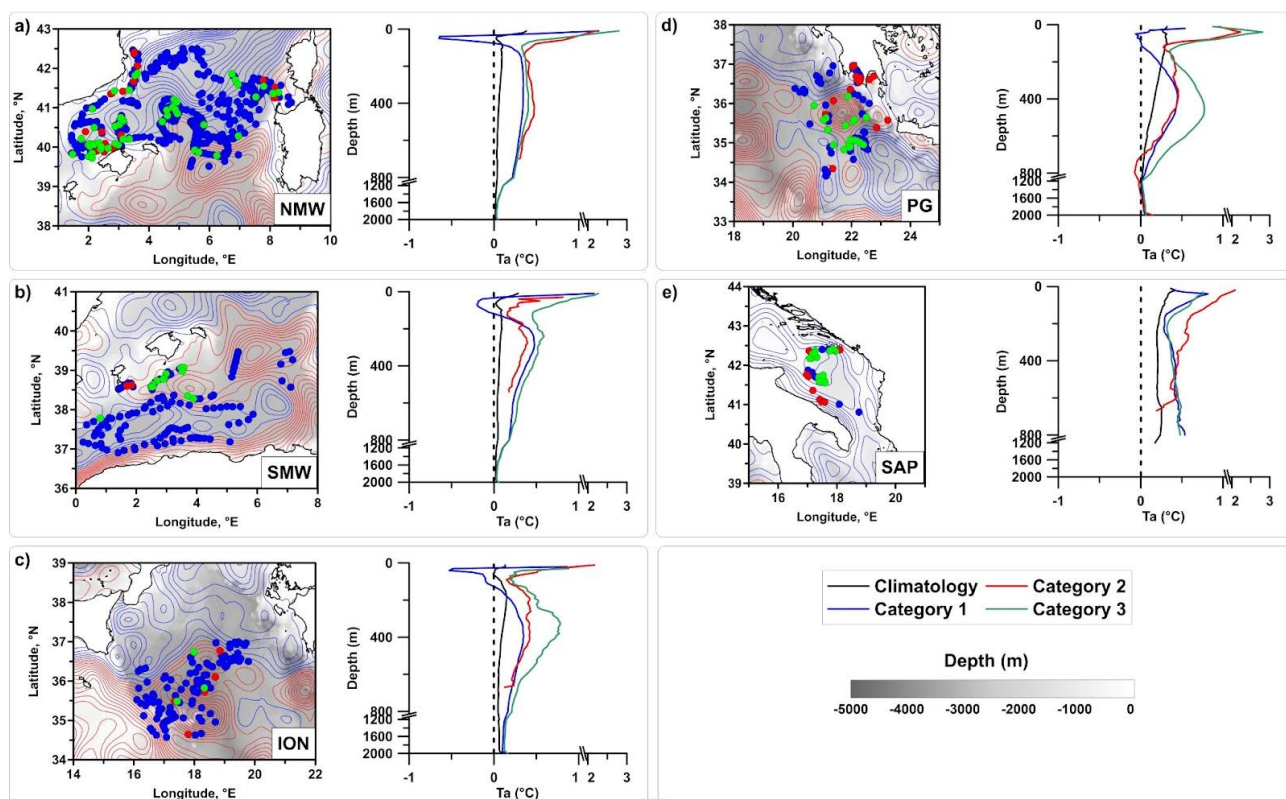 a)
43
42
41
40
39
38
Latitude, °N
2 4 6 8 10
Longitude, °E
NMW
0
400
800
1200
1600
2000
Depth (m)
-1 0 1 2 3
Ta (°C)
b)
41
40
39
38
37
36
Latitude, °N
0 2 4 6 8
Longitude, °E
SMW
0
400
800
1200
1600
2000
Depth (m)
-1 0 1 2 3
Ta (°C)
c)
39
38
37
36
35
34
Latitude, °N
14 16 18 20 22
Longitude, °E
ION
0
400
800
1200
1600
2000
Depth (m)
-1 0 1 2 3
Ta (°C)
d)
38
37
36
35
34
33
Latitude, °N
18 20 22 24
Longitude, °E
PG
0
400
800
1200
1600
2000
Depth (m)
-1 0 1 2 3
Ta (°C)
e)
44
43
42
41
40
39
Latitude, °N
16 18 20
Longitude, °E
SAP
0
400
800
1200
1600
2000
Depth (m)
-1 0 1 2 3
Ta (°C)
Climatology Category 2
Category 1 Category 3
Depth (m)
-5000 -4000 -3000 -2000 -1000 0